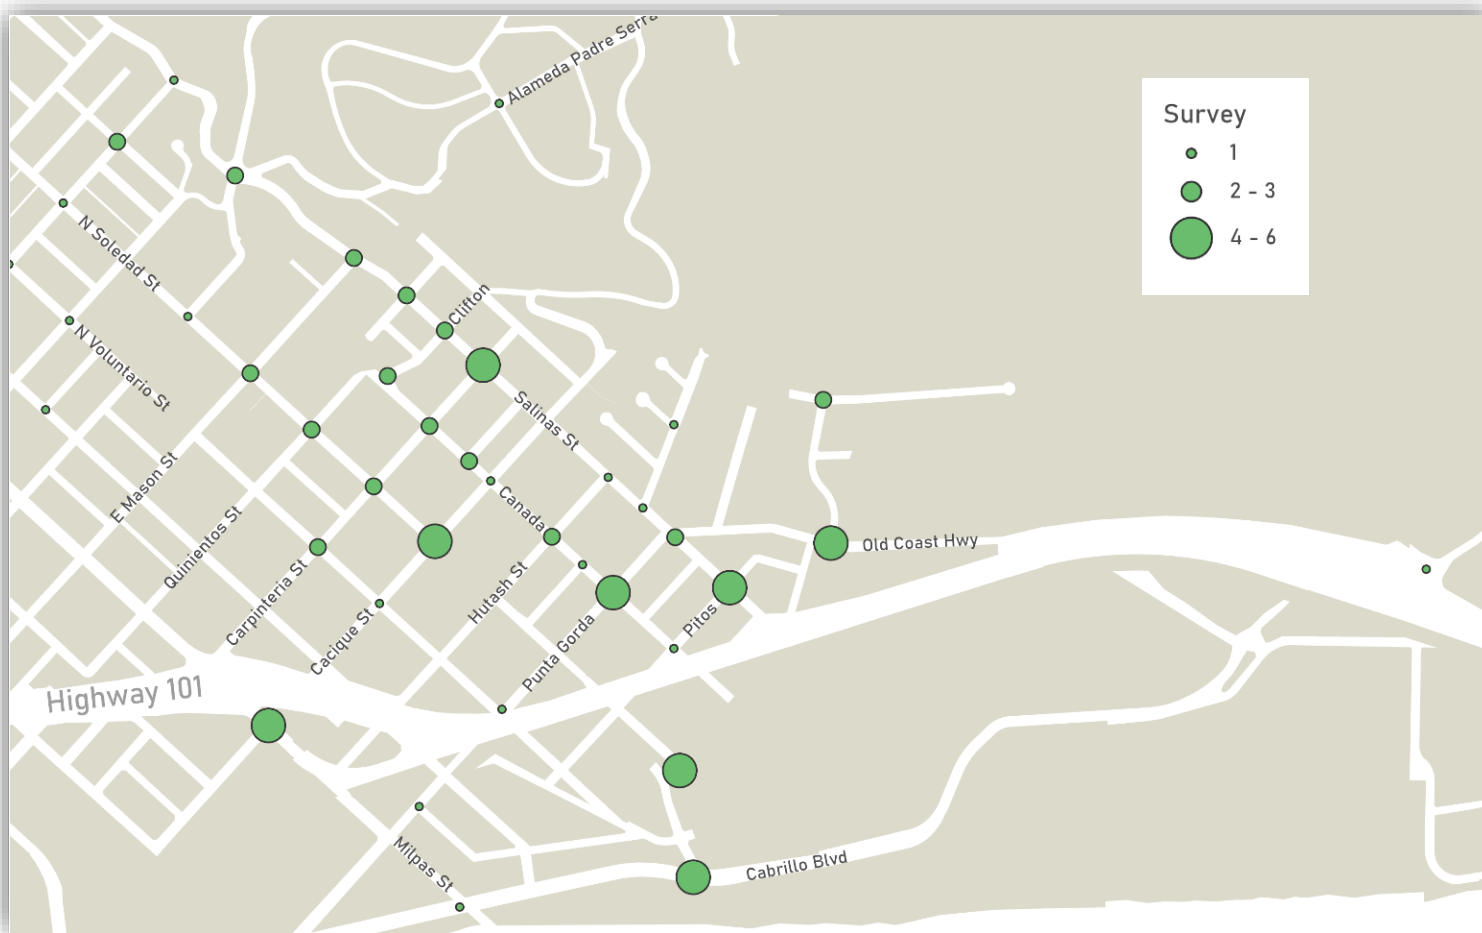 Alameda Padre Serra
Survey
1
2 - 3
4 - 6
N Soledad St
Clifton
N Voluntario St
Salinas St
E Mason St
Canada
Quinientos St
Old Coast Hwy
Carpinteria St
Hutash St
Cacique St
Punta Gorda
Pitos
Highway 101
Milpas St
Cabrillo Blvd